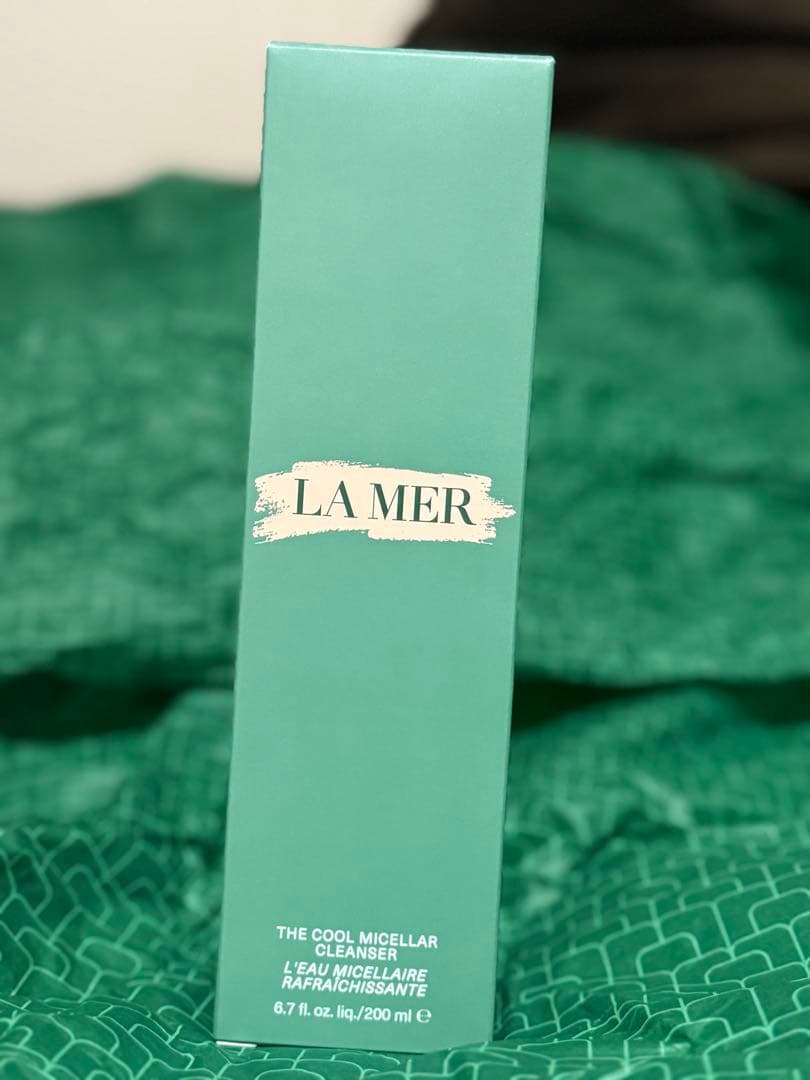 LA MER
THE COOL MICELLAR
CLEANSER
L'EAU MICELLAIRE
RAFRAÎCHISSANTE
6.7 fl. oz. liq./200 ml ℮